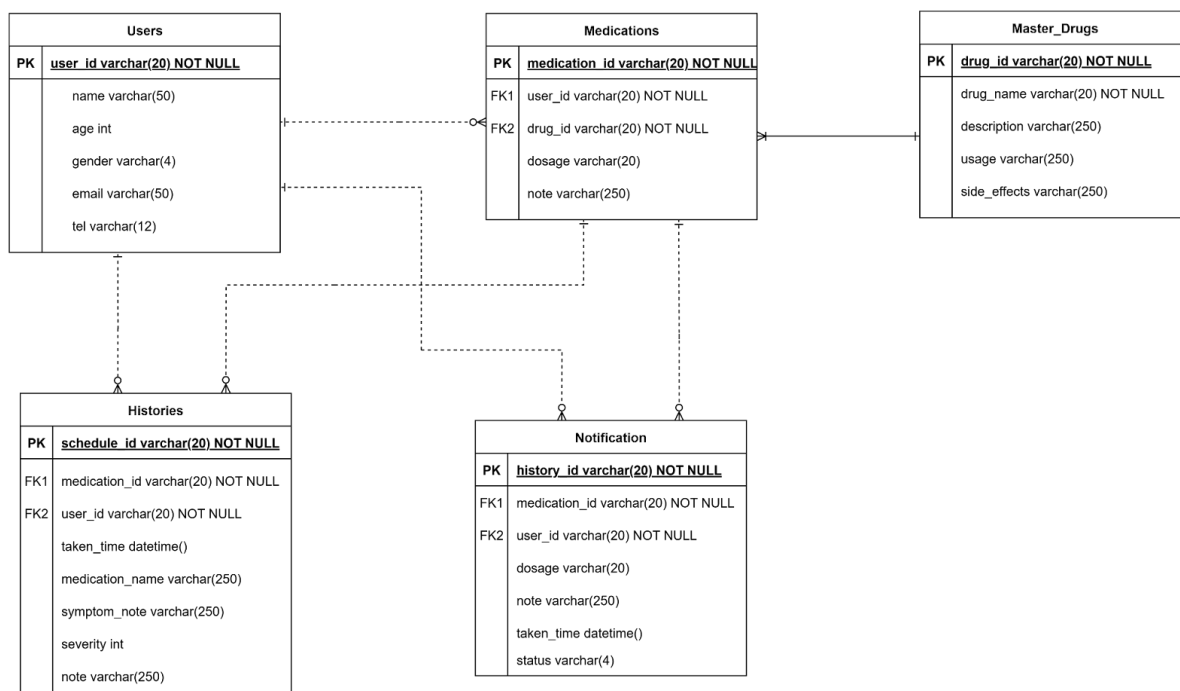 Users
PK user_id varchar(20) NOT NULL
name varchar(50)
age int
gender varchar(4)
email varchar(50)
tel varchar(12)
Medications
PK medication_id varchar(20) NOT NULL
FK1 user_id varchar(20) NOT NULL
FK2 drug_id varchar(20) NOT NULL
dosage varchar(20)
note varchar(250)
Master_Drugs
PK drug_id varchar(20) NOT NULL
drug_name varchar(20) NOT NULL
description varchar(250)
usage varchar(250)
side_effects varchar(250)
Histories
PK schedule_id varchar(20) NOT NULL
FK1 medication_id varchar(20) NOT NULL
FK2 user_id varchar(20) NOT NULL
taken_time datetime()
medication_name varchar(250)
symptom_note varchar(250)
severity int
note varchar(250)
Notification
PK history_id varchar(20) NOT NULL
FK1 medication_id varchar(20) NOT NULL
FK2 user_id varchar(20) NOT NULL
dosage varchar(20)
note varchar(250)
taken_time datetime()
status varchar(4)